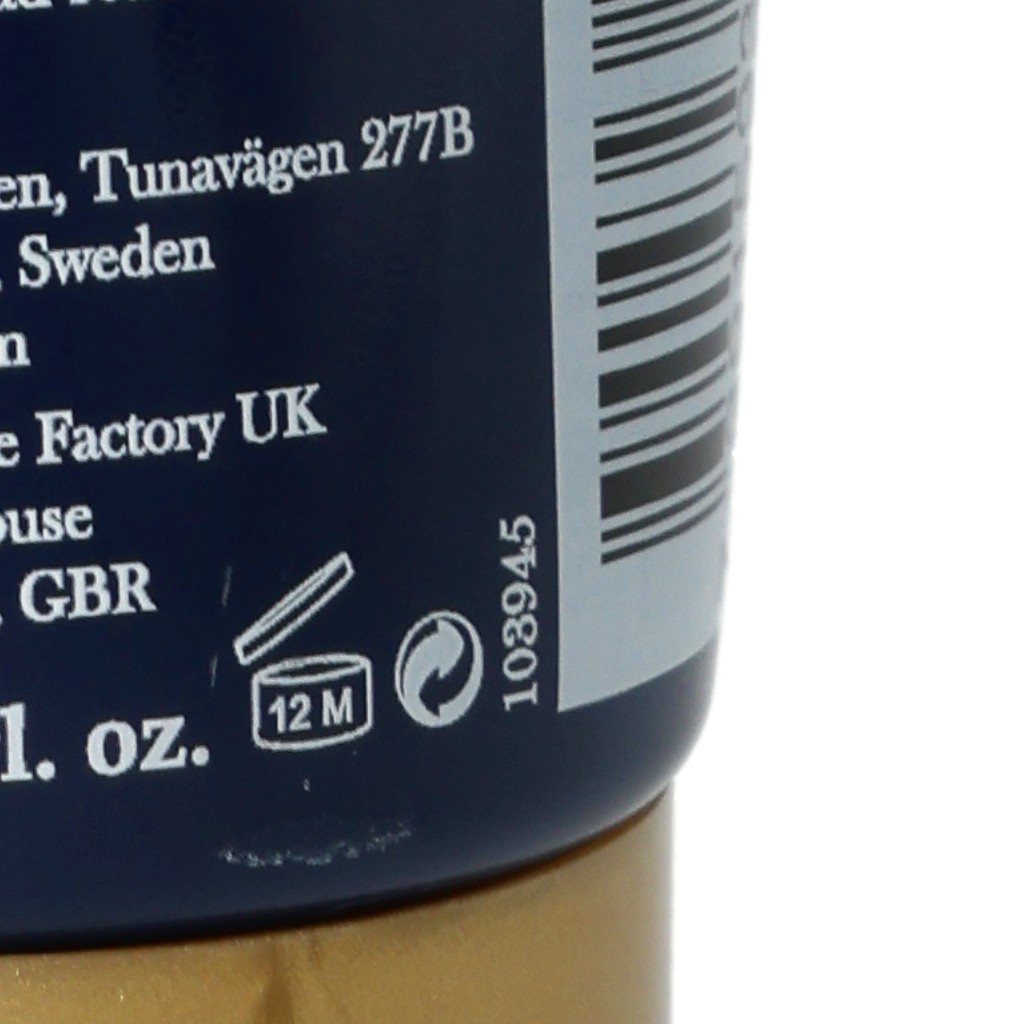 en, Tunavägen 277B
, Sweden
n
e Factory UK
ouse
, GBR
l. oz.
12 M
103945